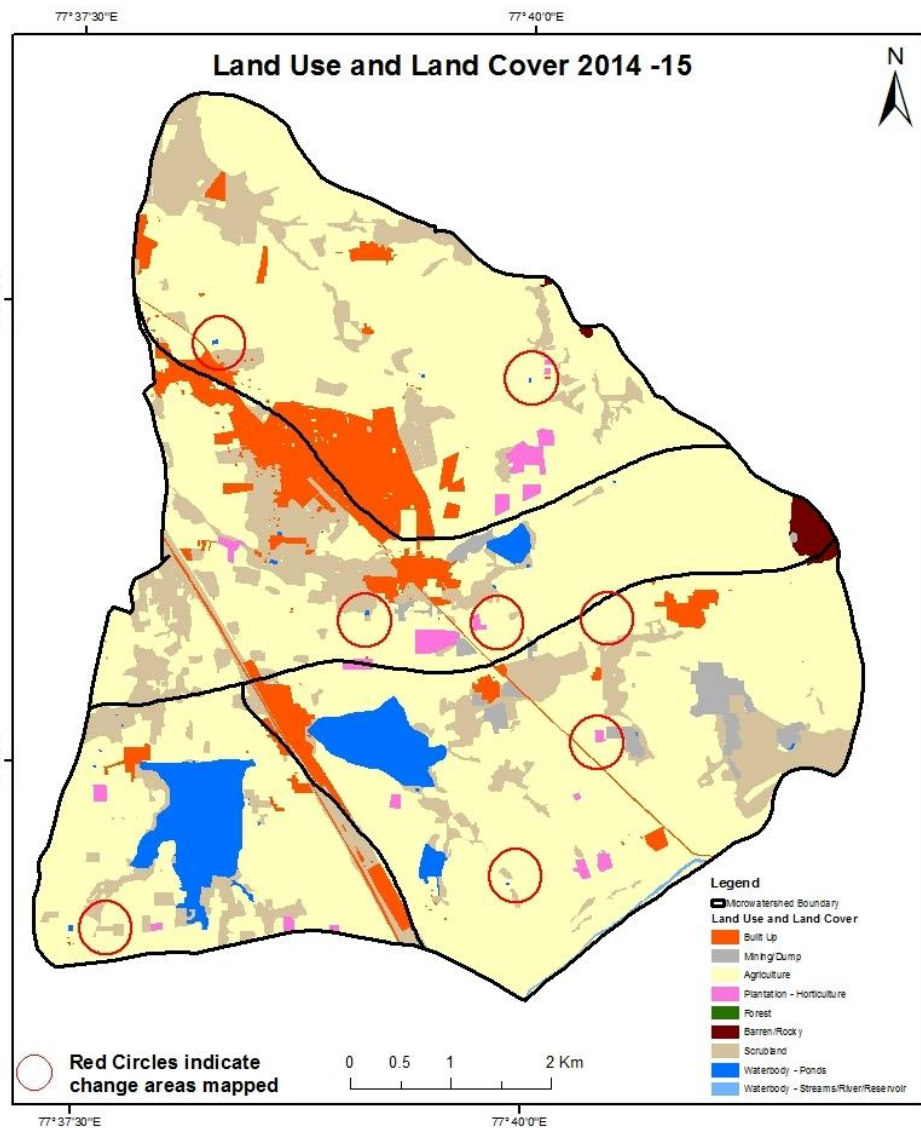 77°37'30"E
77°40'0"E
Land Use and Land Cover 2014 -15
N
Legend
Microwatershed Boundary
Land Use and Land Cover
Built Up
Mining/Dump
Agriculture
Plantation - Horticulture
Forest
Barren/Rocky
Scrubland
Waterbody - Ponds
Waterbody - Streams/River/Reservoir
Red Circles indicate
change areas mapped
0 0.5 1 2 Km
77°37'30"E
77°40'0"E